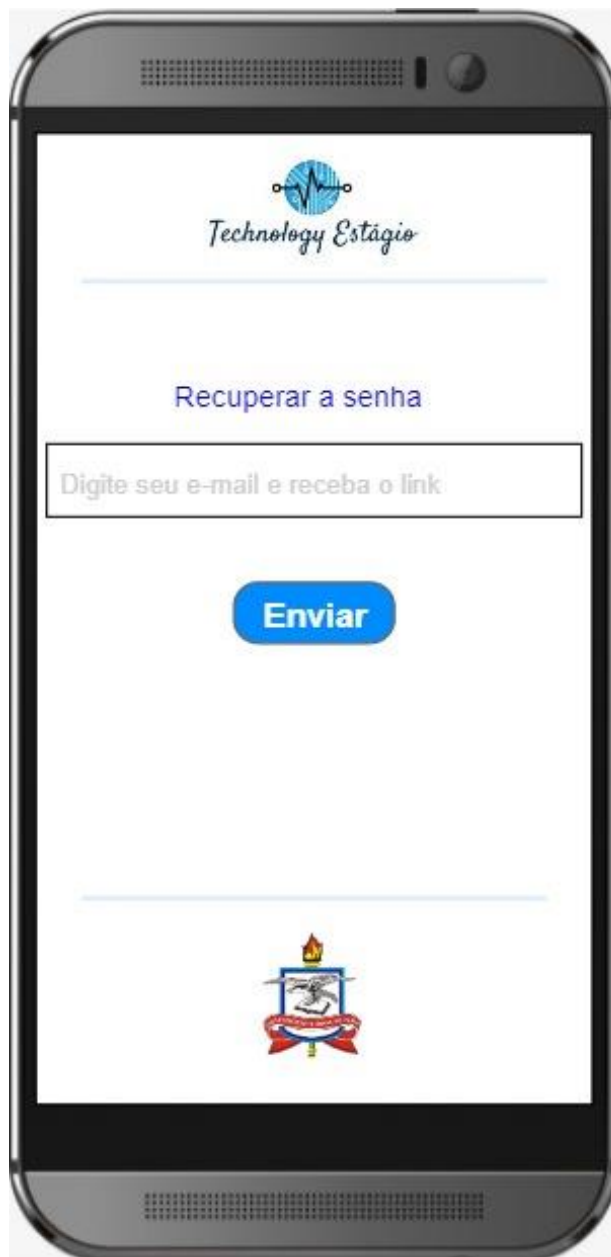 Technology Estágio
Recuperar a senha
Digite seu e-mail e receba o link
Enviar